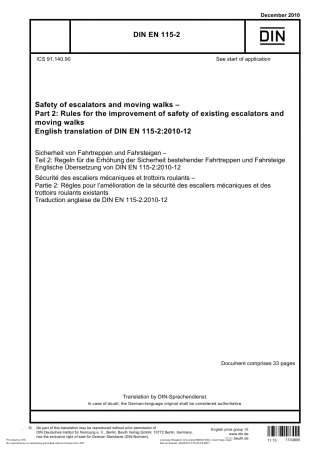 December 2010
DIN EN 115-2
DIN
ICS 91.140.90
See start of application
Safety of escalators and moving walks –
Part 2: Rules for the improvement of safety of existing escalators and
moving walks
English translation of DIN EN 115-2:2010-12
Sicherheit von Fahrtreppen und Fahrsteigen –
Teil 2: Regeln für die Erhöhung der Sicherheit bestehender Fahrtreppen und Fahrsteige
Englische Übersetzung von DIN EN 115-2:2010-12
Sécurité des escaliers mécaniques et trottoirs roulants –
Partie 2: Règles pour l'amélioration de la sécurité des escaliers mécaniques et des
trottoirs roulants existants
Traduction anglaise de DIN EN 115-2:2010-12
Document comprises 33 pages
Translation by DIN-Sprachendienst.
In case of doubt, the German-language original shall be considered authoritative.
© No part of this translation may be reproduced without prior permission of
DIN Deutsches Institut für Normung e. V., Berlin. Beuth Verlag GmbH, 10772 Berlin, Germany,
has the exclusive right of sale for German Standards (DIN-Normen).
English price group 15
www.din.de
beuth.de
11.10